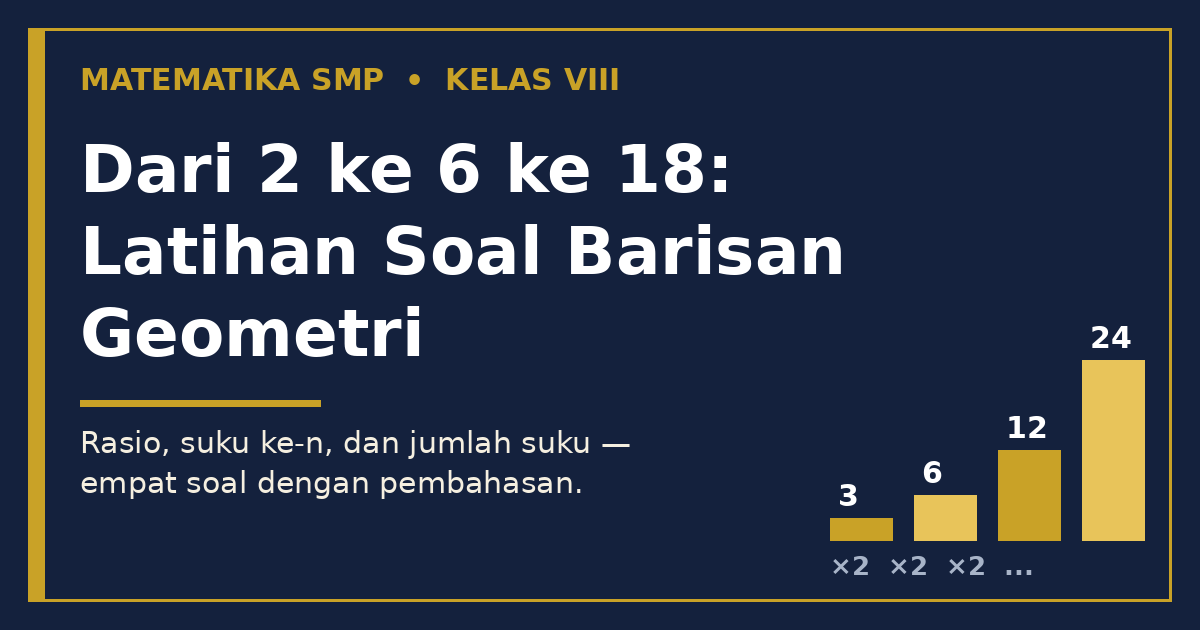 MATEMATIKA SMP • KELAS VIII
Dari 2 ke 6 ke 18:
Latihan Soal Barisan
Geometri
Rasio, suku ke-n, dan jumlah suku —
empat soal dengan pembahasan.
3
6
12
24
×2 ×2 ×2 ...